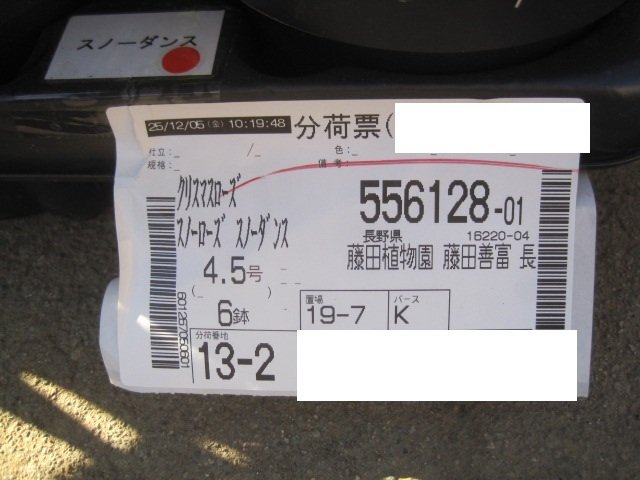 スノーダンス
25/12/05(金) 10:19:48 分荷票(
仕立:_ /_ 色:_
規格:_ 備考:
クリスマスローズ
スノーローズ スノーダンス
556128-01
長野県 16220-04
藤田植物園 藤田善富 長
4.5号
( _ )
6鉢
置場 19-7
バース K
分荷番地
13-2